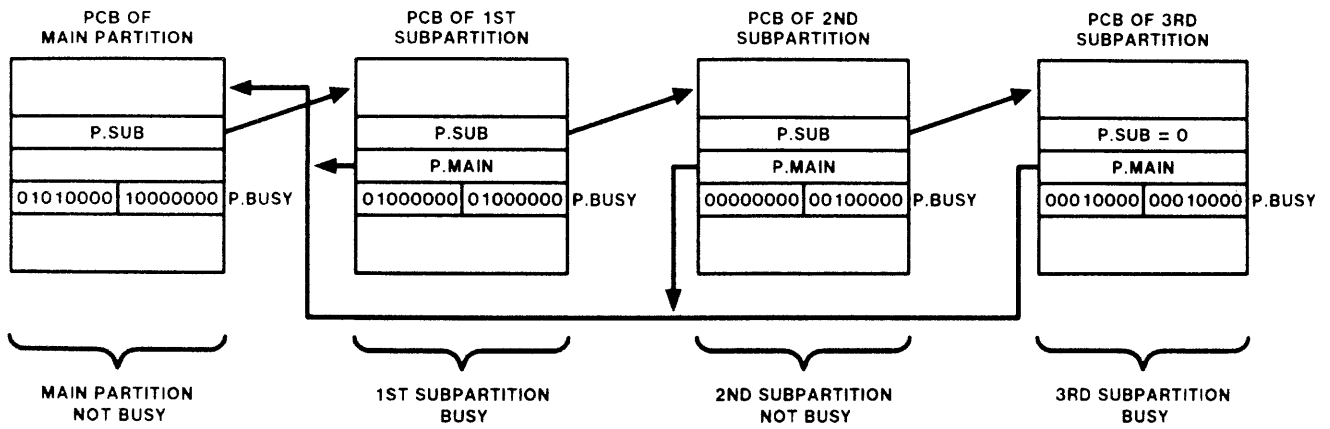 PCB OF
MAIN PARTITION
PCB OF 1ST
SUBPARTITION
PCB OF 2ND
SUBPARTITION
PCB OF 3RD
SUBPARTITION
P.SUB
P.SUB
P.SUB
P.SUB = 0
P.MAIN
P.MAIN
P.MAIN
01010000 10000000 P.BUSY
01000000 01000000 P.BUSY
00000000 00100000 P.BUSY
00010000 00010000 P.BUSY
MAIN PARTITION
NOT BUSY
1ST SUBPARTITION
BUSY
2ND SUBPARTITION
NOT BUSY
3RD SUBPARTITION
BUSY